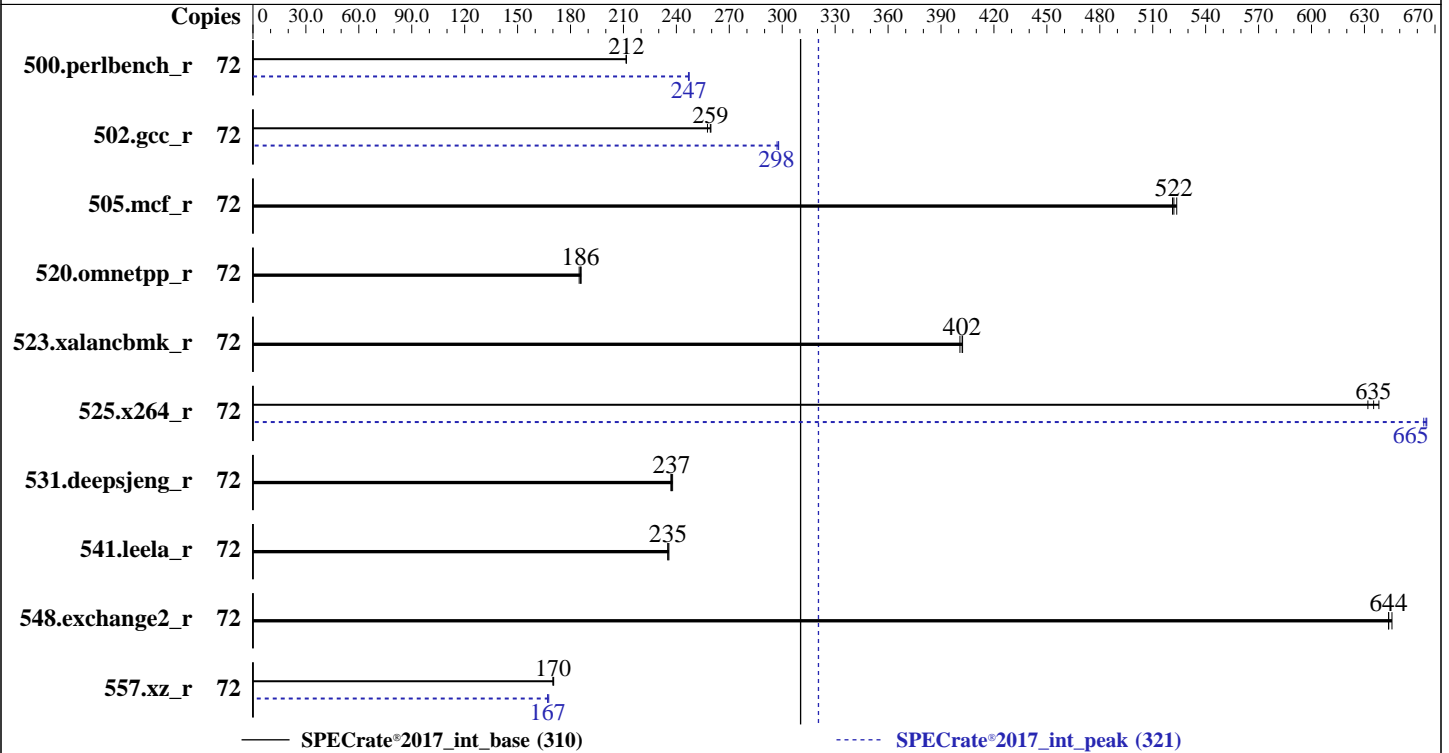 Copies 0 30.0 60.0 90.0 120 150 180 210 240 270 300 330 360 390 420 450 480 510 540 570 600 630 670
212
500.perlbench_r 72
247
259
502.gcc_r 72
298
522
505.mcf_r 72
186
520.omnetpp_r 72
402
523.xalancbmk_r 72
635
525.x264_r 72
665
237
531.deepsjeng_r 72
235
541.leela_r 72
644
548.exchange2_r 72
170
557.xz_r 72
167
SPECrate®2017_int_base (310) SPECrate®2017_int_peak (321)